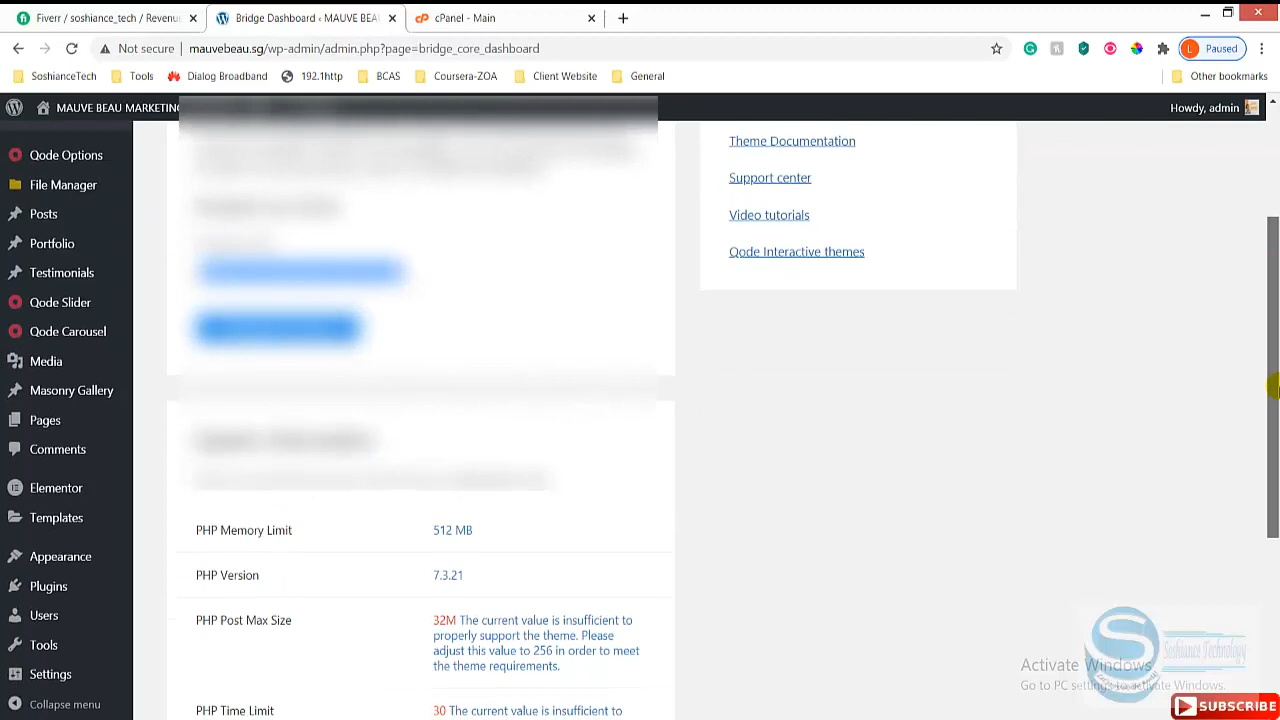 Fiverr / soshiance_tech / Revenu
Bridge Dashboard ‹ MAUVE BEAU
cPanel - Main
Not secure
mauvebeau.sg/wp-admin/admin.php?page=bridge_core_dashboard
Paused
SoshianceTech
Tools
Dialog Broadband
192.1http
BCAS
Coursera-ZOA
Client Website
General
Other bookmarks
MAUVE BEAU MARKETING
Howdy, admin
Qode Options
File Manager
Posts
Portfolio
Testimonials
Qode Slider
Qode Carousel
Media
Masonry Gallery
Pages
Comments
Elementor
Templates
Appearance
Plugins
Users
Tools
Settings
Collapse menu
Theme Documentation
Support center
Video tutorials
Qode Interactive themes
PHP Memory Limit 512 MB
PHP Version 7.3.21
PHP Post Max Size 32M The current value is insufficient to
properly support the theme. Please
adjust this value to 256 in order to meet
the theme requirements.
PHP Time Limit 30 The current value is insufficient to
Soshiance Technology
Activate Windows
Go to PC settings to activate Windows.
SUBSCRIBE